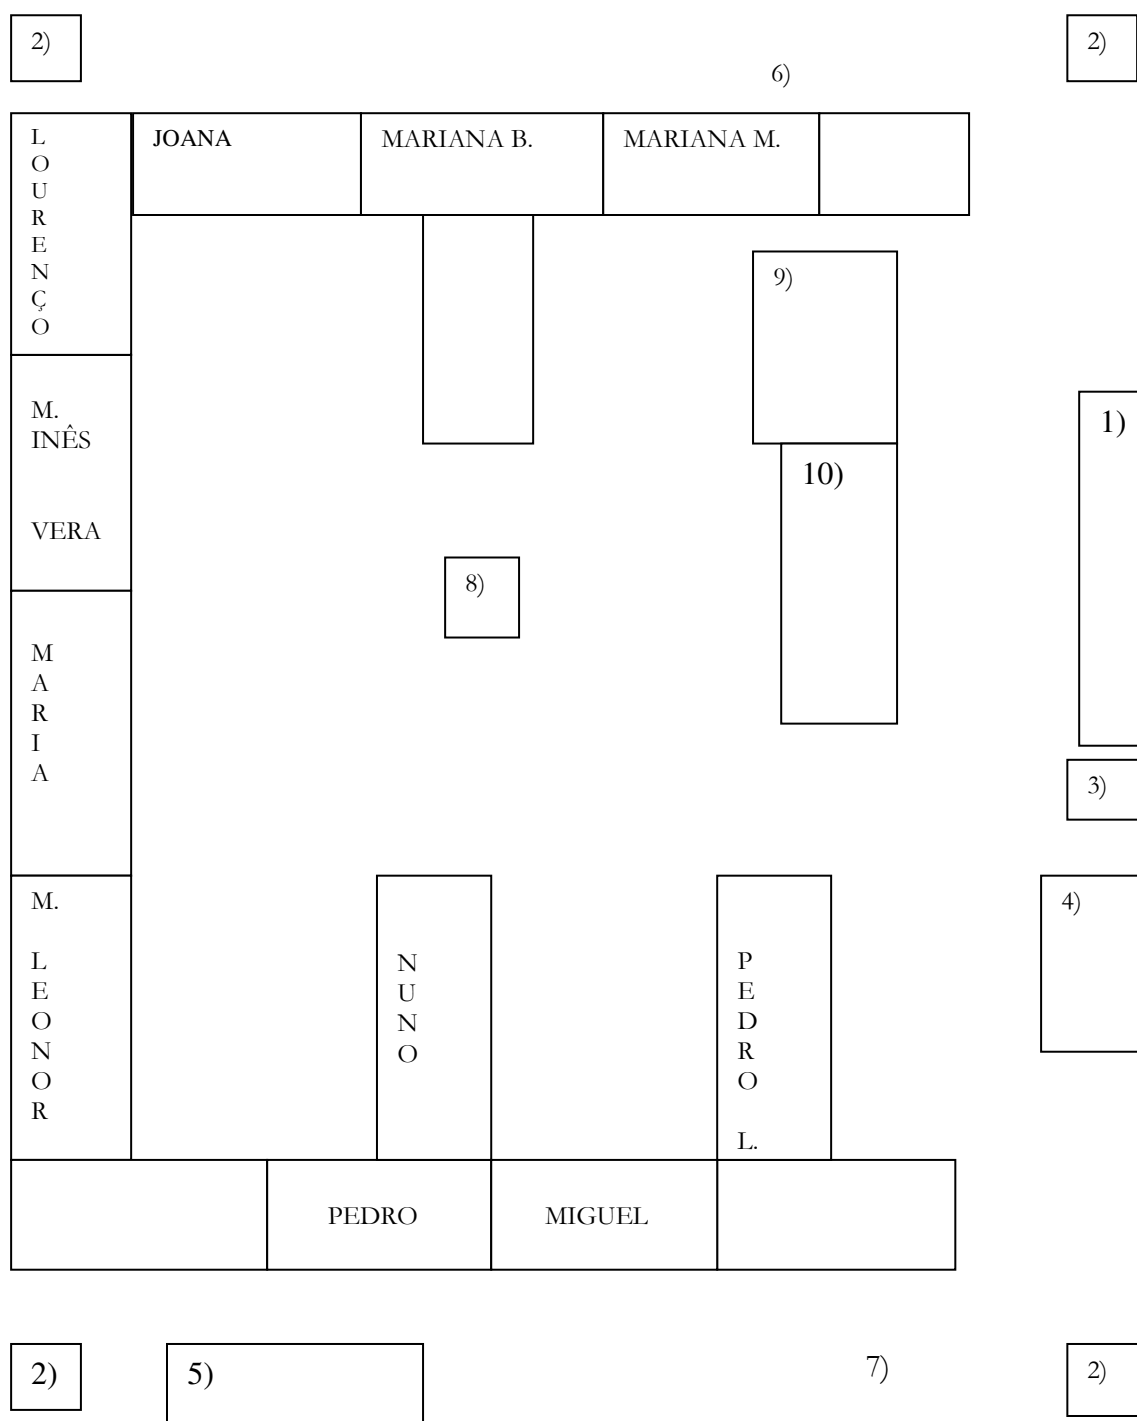 2)
2)
6)
L
O
U
R
E
N
Ç
O
JOANA
MARIANA B.
MARIANA M.
9)
M.
INÊS
VERA
1)
10)
8)
M
A
R
I
A
3)
M.
L
E
O
N
O
R
N
U
N
O
P
E
D
R
O
L.
4)
PEDRO
MIGUEL
2)
5)
7)
2)